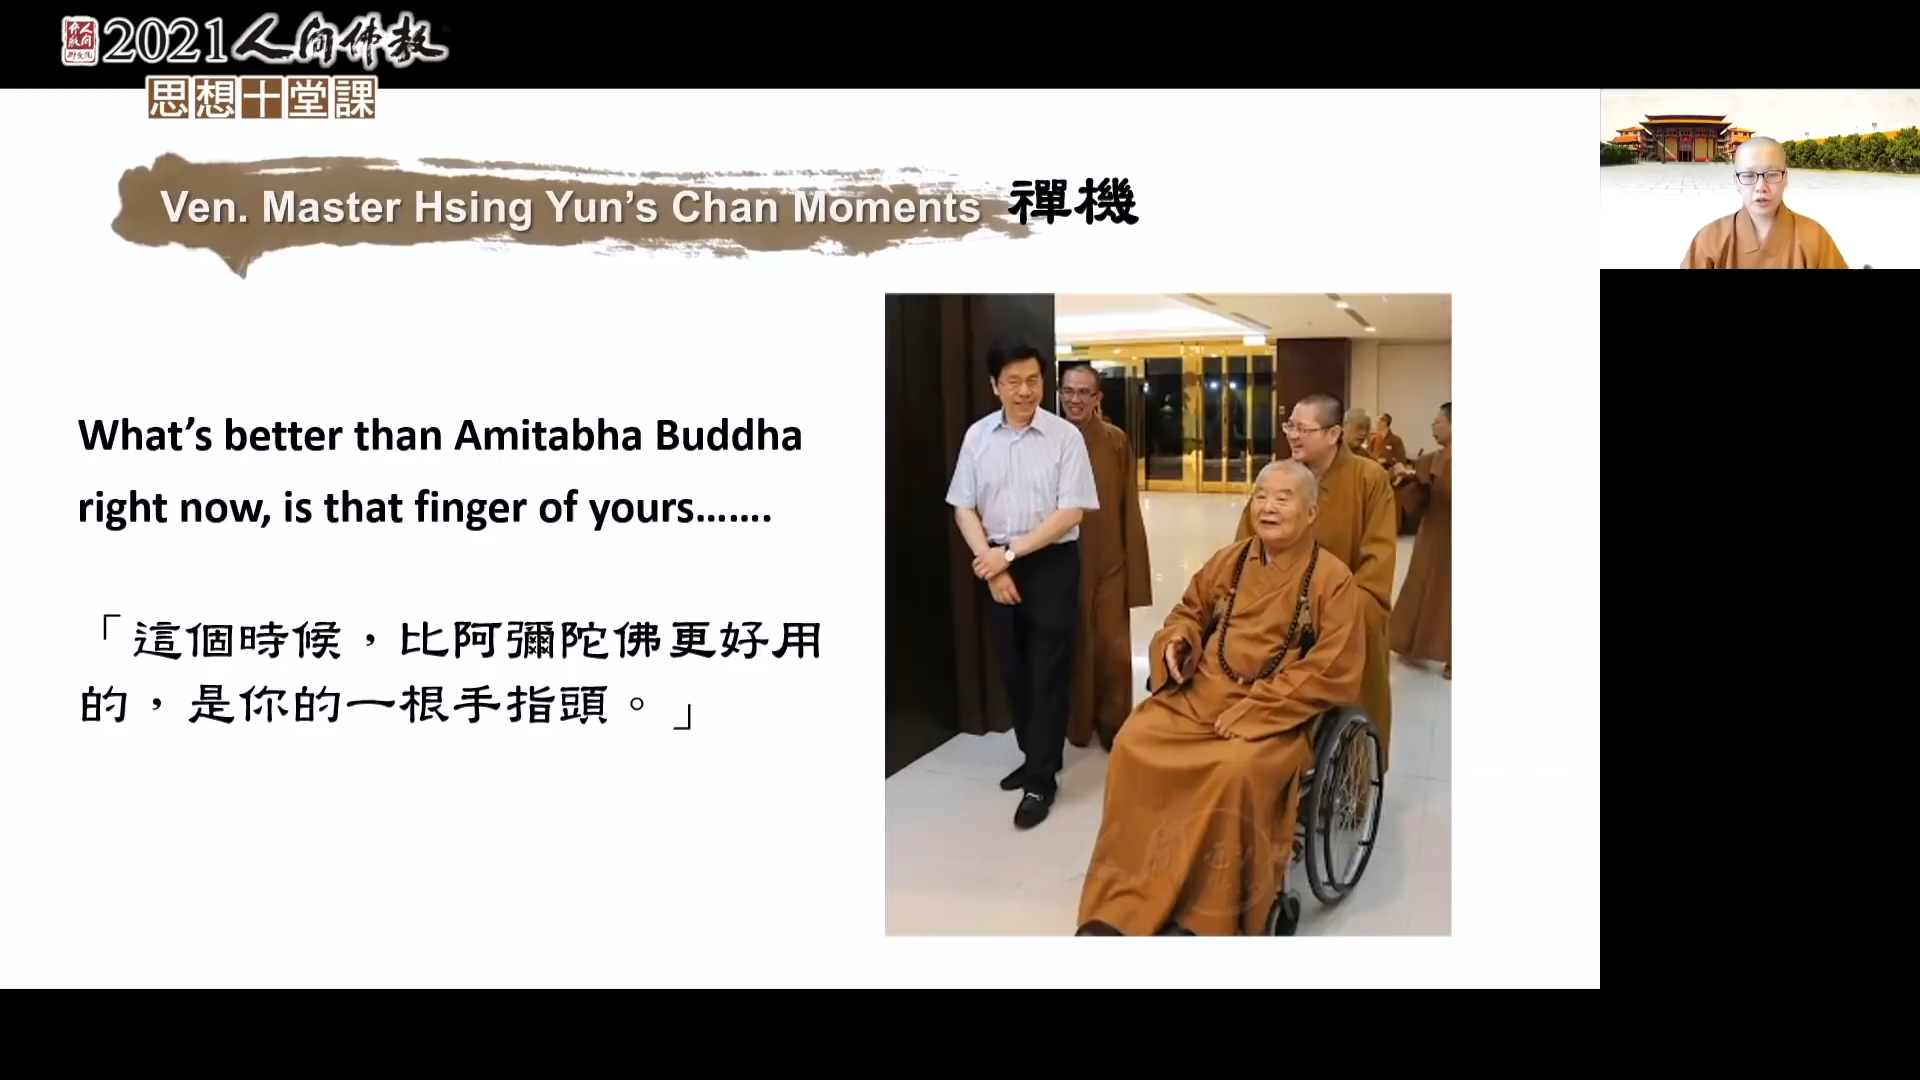 2021人间佛教
思想十堂課
Ven. Master Hsing Yun’s Chan Moments 禪機
What’s better than Amitabha Buddha
right now, is that finger of yours…….
「這個時候，比阿彌陀佛更好用
的，是你的一根手指頭。」